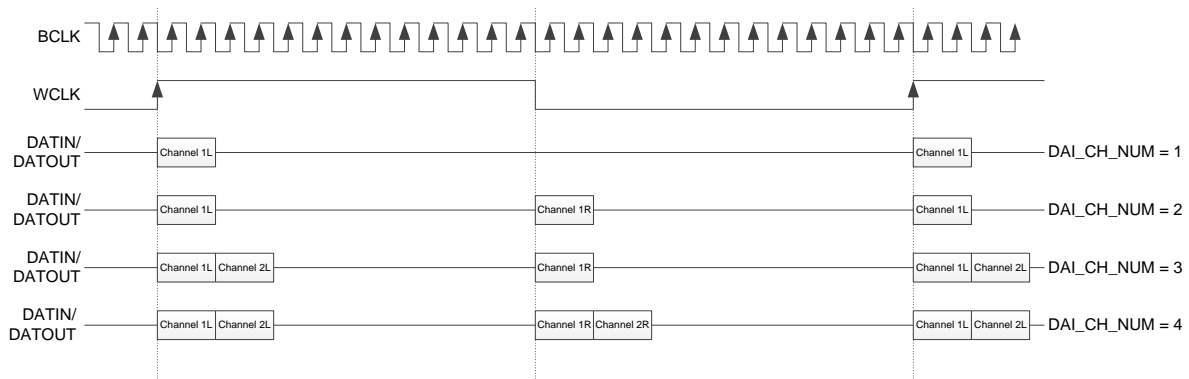 BCLK
WCLK
DATIN/
DATOUT
Channel 1L
Channel 1L
DAI_CH_NUM = 1
DATIN/
DATOUT
Channel 1L
Channel 1R
Channel 1L
DAI_CH_NUM = 2
DATIN/
DATOUT
Channel 1L Channel 2L
Channel 1R
Channel 1L Channel 2L
DAI_CH_NUM = 3
DATIN/
DATOUT
Channel 1L Channel 2L
Channel 1R Channel 2R
Channel 1L Channel 2L
DAI_CH_NUM = 4